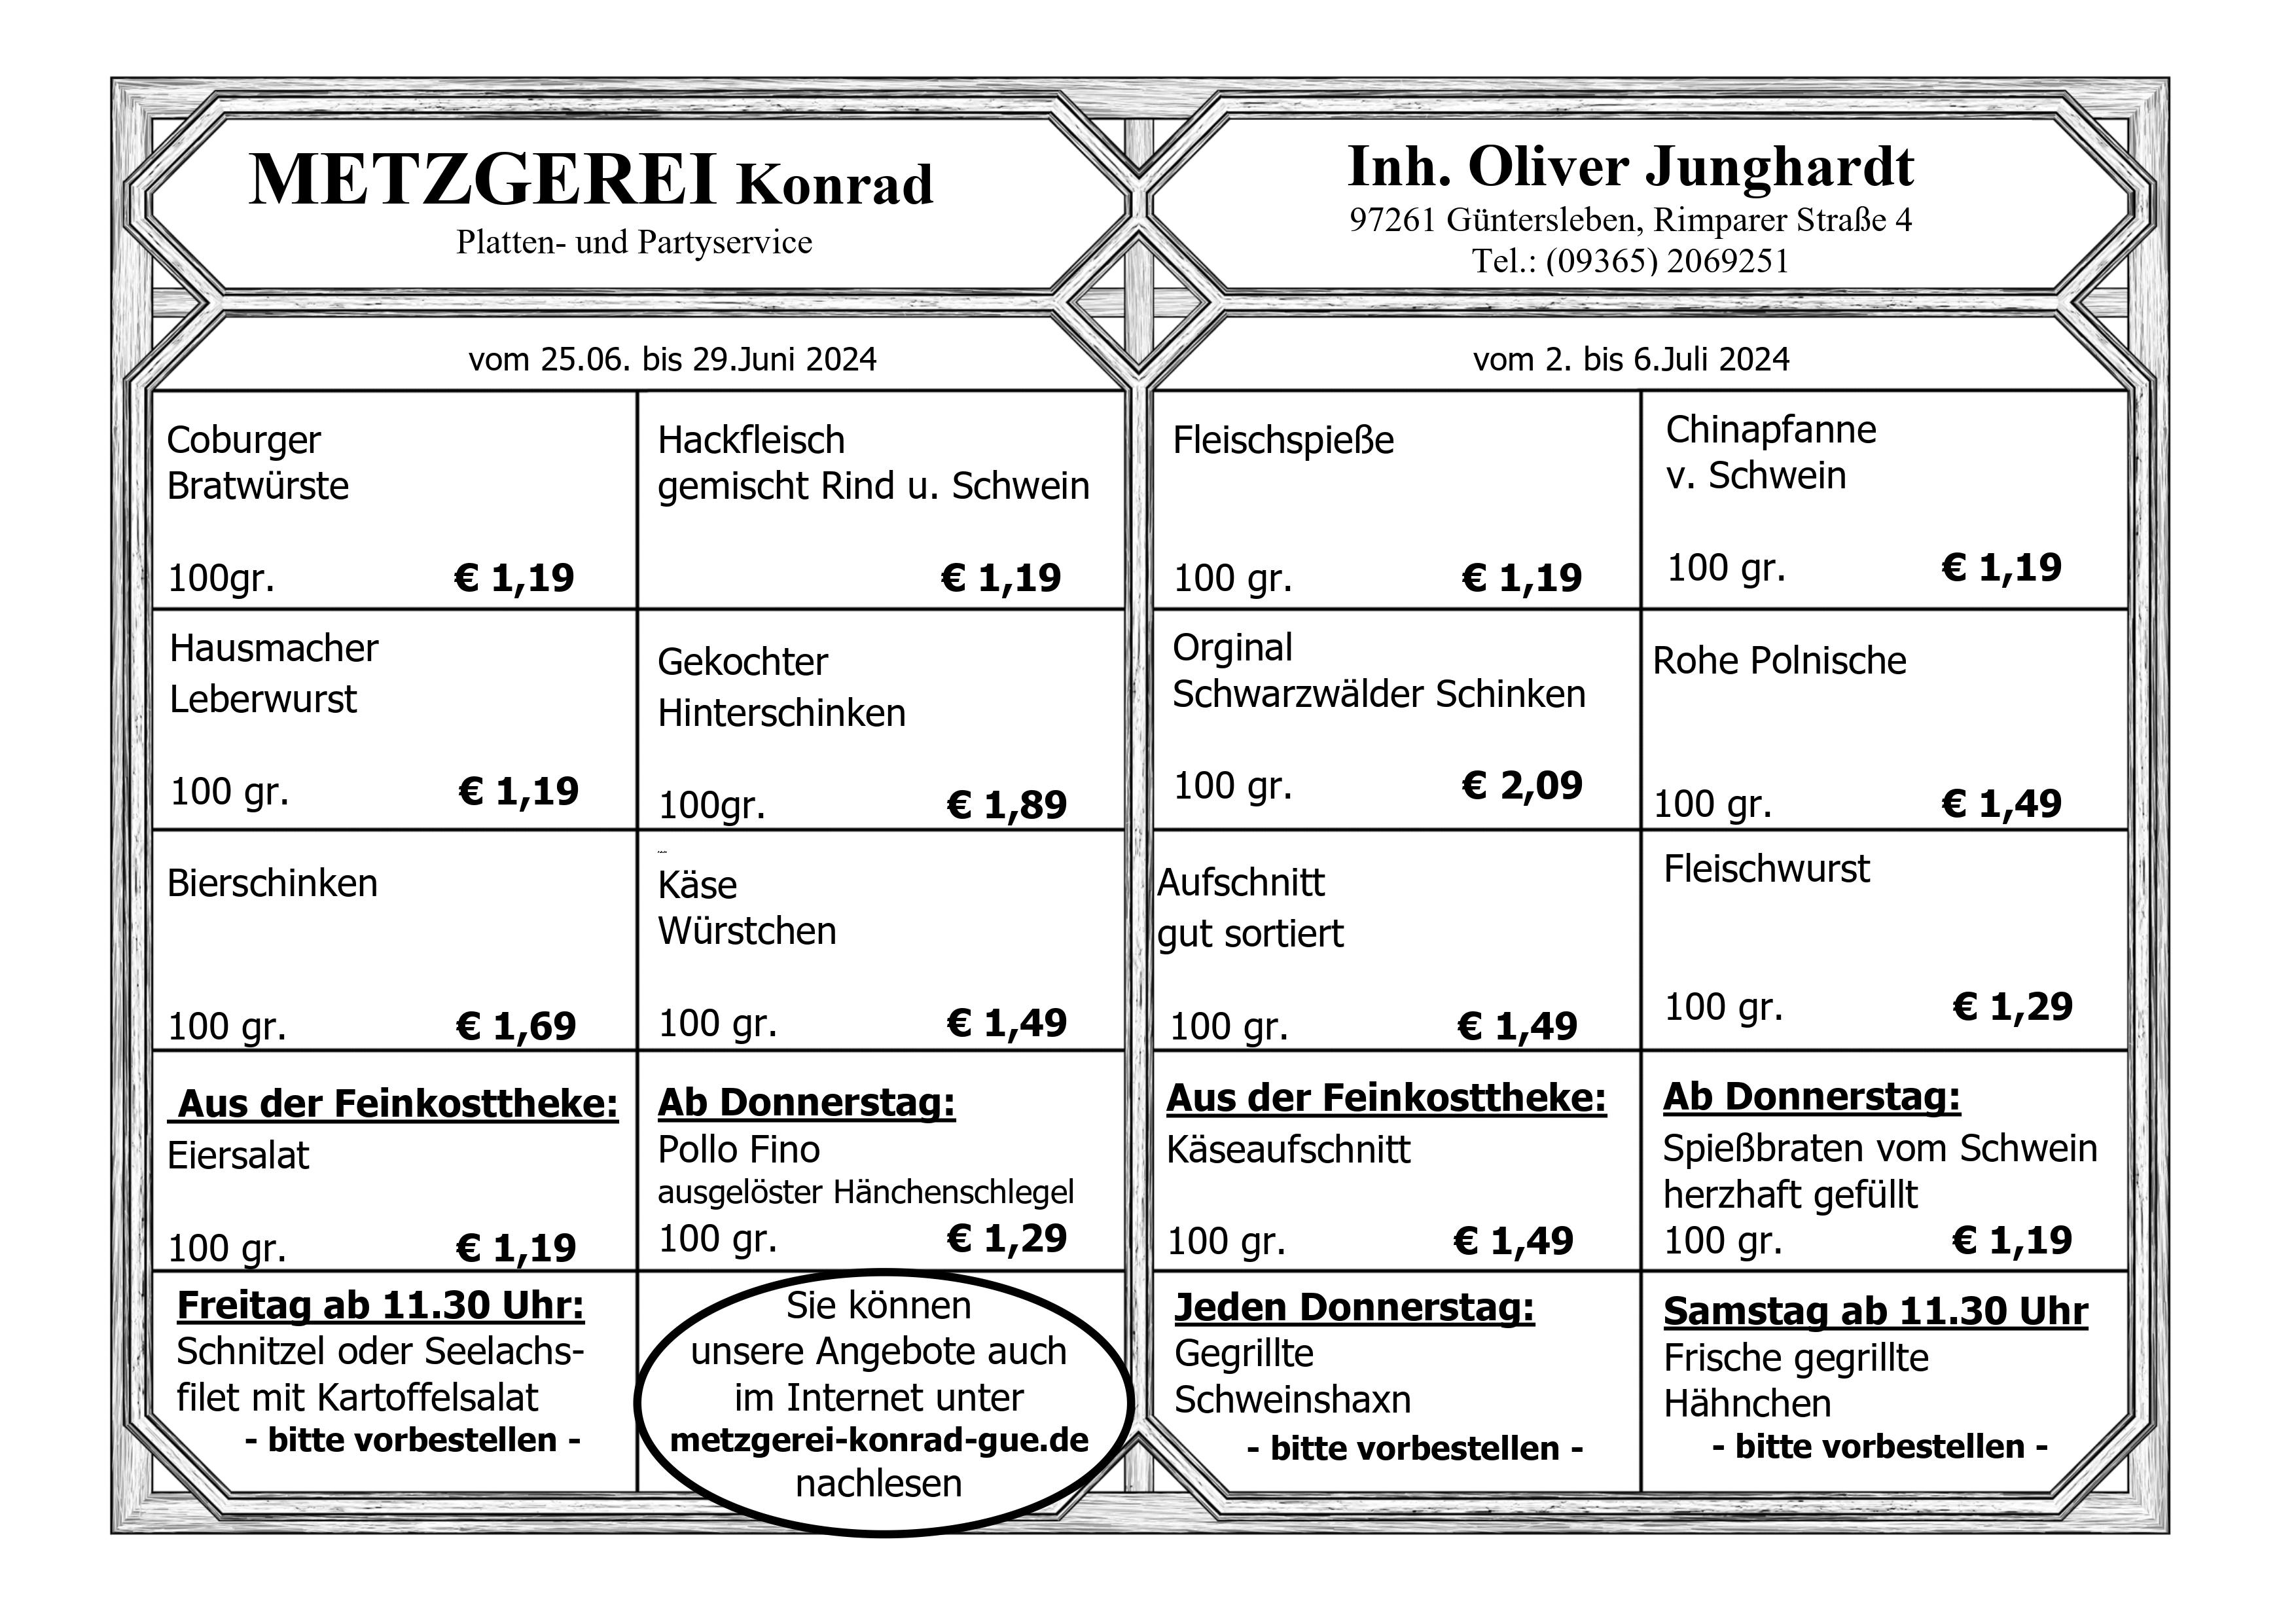 METZGEREI Konrad
Platten- und Partyservice
Inh. Oliver Junghardt
97261 Güntersleben, Rimparer Straße 4
Tel.: (09365) 2069251
vom 25.06. bis 29.Juni 2024
Coburger
Bratwürste
100gr. € 1,19
Hackfleisch
gemischt Rind u. Schwein
€ 1,19
Hausmacher
Leberwurst
100 gr. € 1,19
Gekochter
Hinterschinken
100gr. € 1,89
Bierschinken
100 gr. € 1,69
Käse
Würstchen
100 gr. € 1,49
Aus der Feinkosttheke:
Eiersalat
100 gr. € 1,19
Ab Donnerstag:
Pollo Fino
ausgelöster Hänchenschlegel
100 gr. € 1,29
Freitag ab 11.30 Uhr:
Schnitzel oder Seelachs-
filet mit Kartoffelsalat
- bitte vorbestellen -
Sie können
unsere Angebote auch
im Internet unter
metzgerei-konrad-gue.de
nachlesen
vom 2. bis 6.Juli 2024
Fleischspieße
100 gr. € 1,19
Chinapfanne
v. Schwein
100 gr. € 1,19
Orginal
Schwarzwälder Schinken
100 gr. € 2,09
Rohe Polnische
100 gr. € 1,49
Aufschnitt
gut sortiert
100 gr. € 1,49
Fleischwurst
100 gr. € 1,29
Aus der Feinkosttheke:
Käseaufschnitt
100 gr. € 1,49
Ab Donnerstag:
Spießbraten vom Schwein
herzhaft gefüllt
100 gr. € 1,19
Jeden Donnerstag:
Gegrillte
Schweinshaxn
- bitte vorbestellen -
Samstag ab 11.30 Uhr
Frische gegrillte
Hähnchen
- bitte vorbestellen -